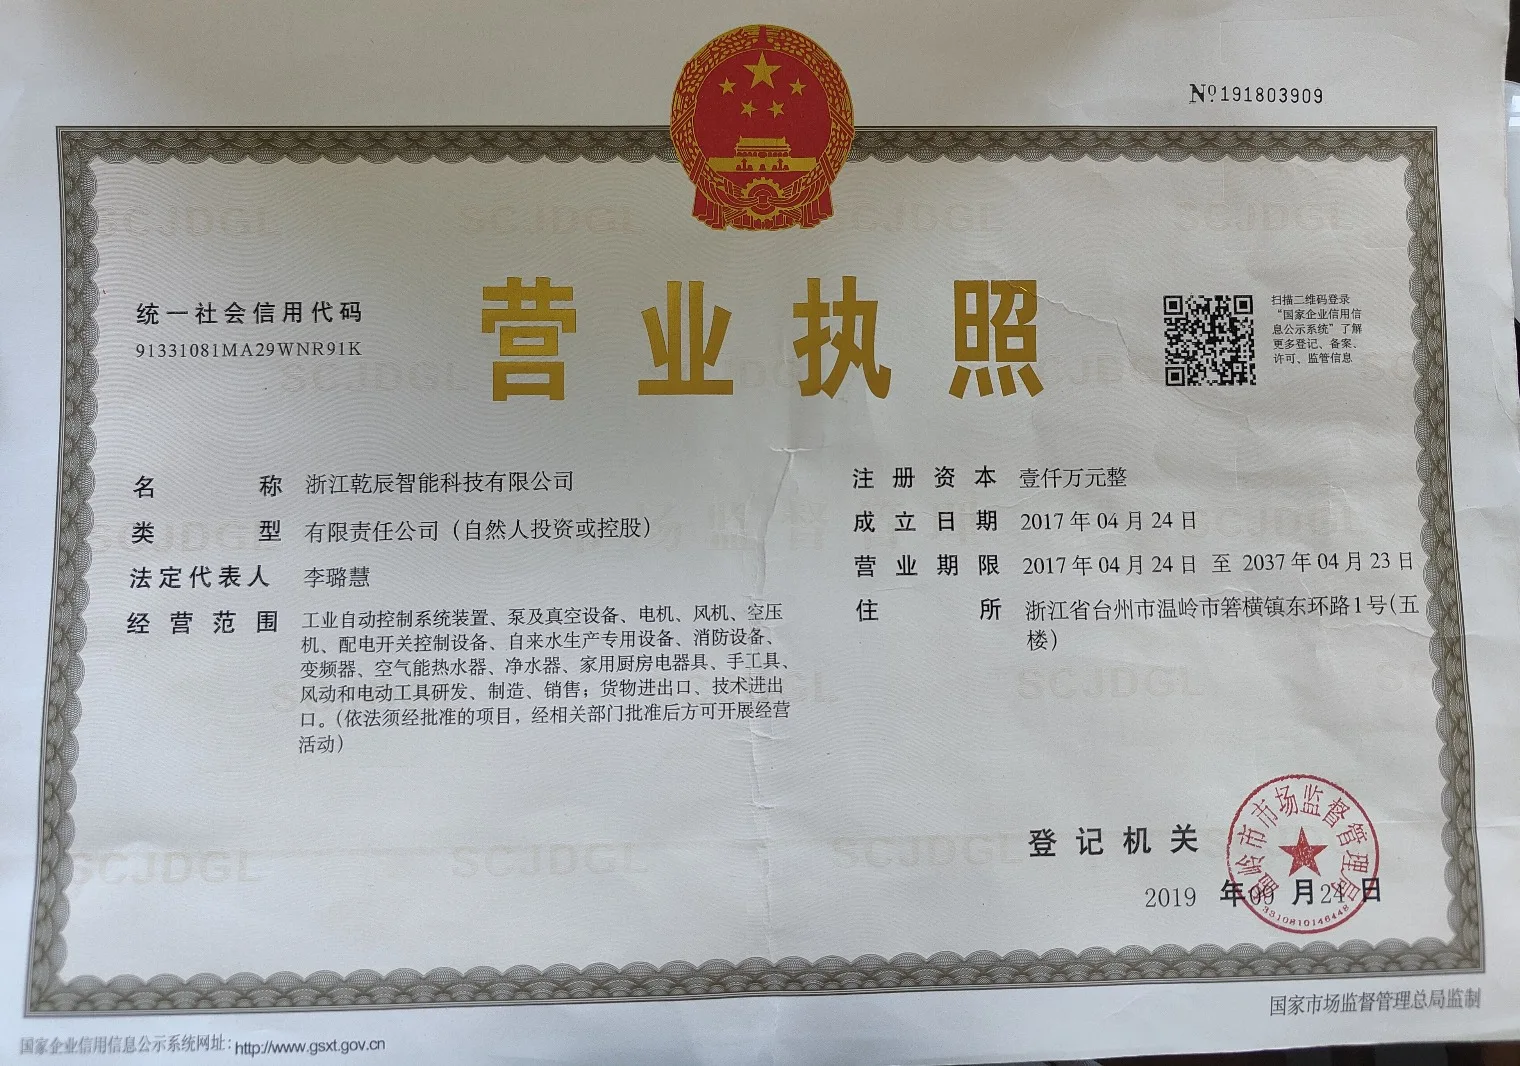 №191803909
营业执照
统一社会信用代码
91331081MA29WNR91K
扫描二维码登录
“国家企业信用信
息公示系统”了解
更多登记、备案、
许可、监管信息
名称 浙江乾辰智能科技有限公司
类型 有限责任公司（自然人投资或控股）
法定代表人 李璐慧
经营范围 工业自动控制系统装置、泵及真空设备、电机、风机、空压
机、配电开关控制设备、自来水生产专用设备、消防设备、
变频器、空气能热水器、净水器、家用厨房电器具、手工具、
风动和电动工具研发、制造、销售；货物进出口、技术进出
口。（依法须经批准的项目，经相关部门批准后方可开展经营
活动）
注册资本 壹仟万元整
成立日期 2017年04月24日
营业期限 2017年04月24日 至 2037年04月23日
住所 浙江省台州市温岭市箬横镇东环路1号（五
楼）
登记机关
温岭市市场监督管理局
3310810146448
2019 年09 月24日
国家企业信用信息公示系统网址：http://www.gsxt.gov.cn
国家市场监督管理总局监制